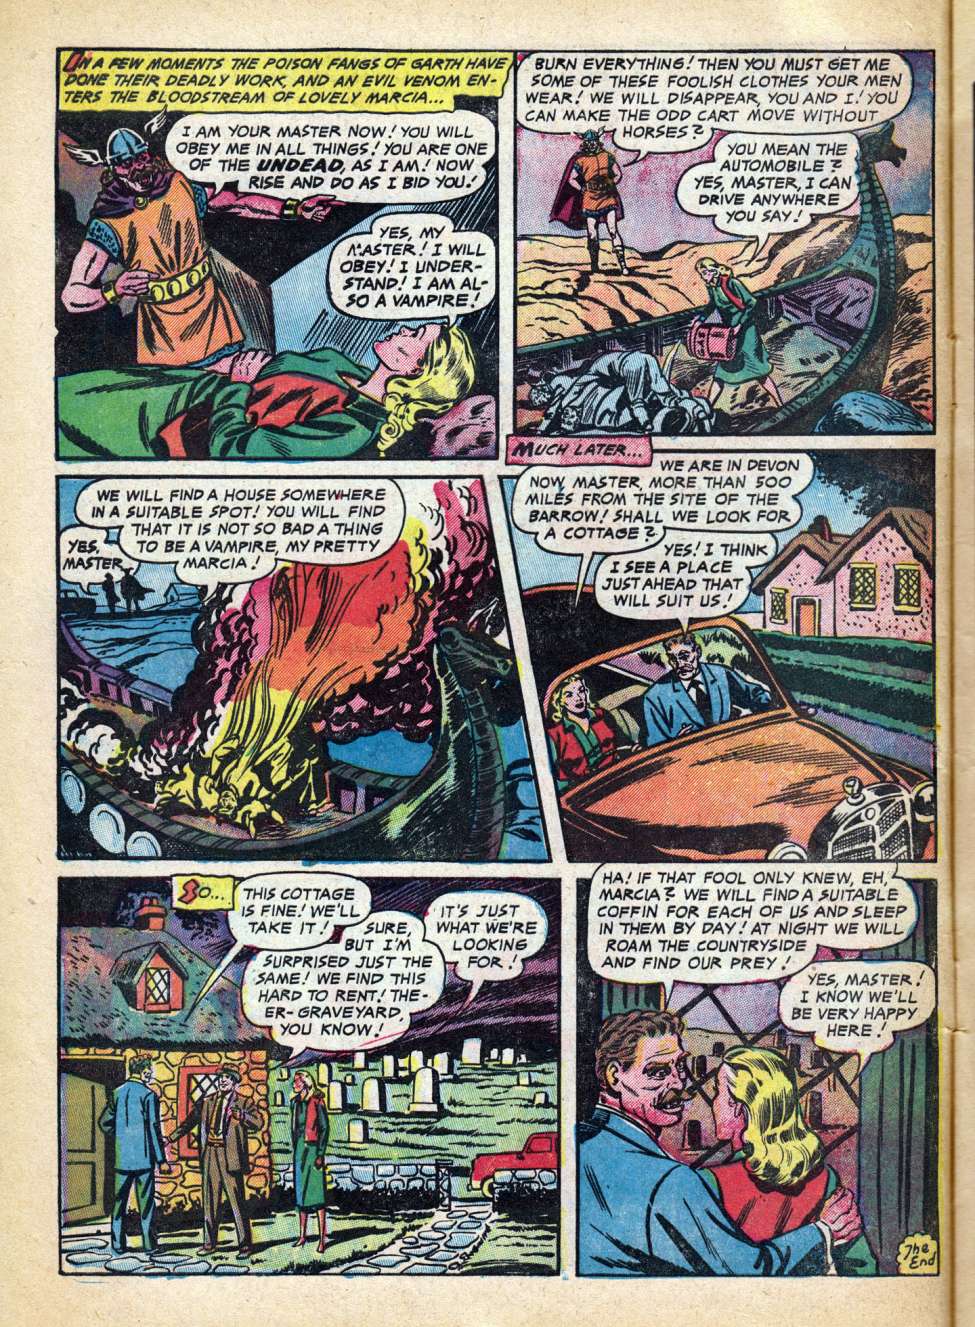 IN A FEW MOMENTS THE POISON FANGS OF GARTH HAVE
DONE THEIR DEADLY WORK, AND AN EVIL VENOM EN-
TERS THE BLOODSTREAM OF LOVELY MARCIA...
I AM YOUR MASTER NOW! YOU WILL
OBEY ME IN ALL THINGS! YOU ARE ONE
OF THE UNDEAD, AS I AM! NOW
RISE AND DO AS I BID YOU!
YES, MY
MASTER! I WILL
OBEY! I UNDER-
STAND! I AM AL-
SO A VAMPIRE!
BURN EVERYTHING! THEN YOU MUST GET ME
SOME OF THESE FOOLISH CLOTHES YOUR MEN
WEAR! WE WILL DISAPPEAR, YOU AND I! YOU
CAN MAKE THE ODD CART MOVE WITHOUT
HORSES?
YOU MEAN THE
AUTOMOBILE?
YES, MASTER, I CAN
DRIVE ANYWHERE
YOU SAY!
WE WILL FIND A HOUSE SOMEWHERE
IN A SUITABLE SPOT! YOU WILL FIND
THAT IT IS NOT SO BAD A THING
TO BE A VAMPIRE, MY PRETTY
MARCIA!
YES,
MASTER
MUCH LATER...
WE ARE IN DEVON
NOW, MASTER, MORE THAN 500
MILES FROM THE SITE OF THE
BARROW! SHALL WE LOOK FOR
A COTTAGE?
YES! I THINK
I SEE A PLACE
JUST AHEAD THAT
WILL SUIT US!
SO...
THIS COTTAGE
IS FINE! WE'LL
TAKE IT!
SURE,
BUT I'M
SURPRISED JUST THE
SAME! WE FIND THIS
HARD TO RENT! THE-
ER-GRAVEYARD,
YOU KNOW!
IT'S JUST
WHAT WE'RE
LOOKING
FOR!
HA! IF THAT FOOL ONLY KNEW, EH,
MARCIA? WE WILL FIND A SUITABLE
COFFIN FOR EACH OF US AND SLEEP
IN THEM BY DAY! AT NIGHT WE WILL
ROAM THE COUNTRYSIDE
AND FIND OUR PREY!
YES, MASTER!
I KNOW WE'LL
BE VERY HAPPY
HERE!
The
End